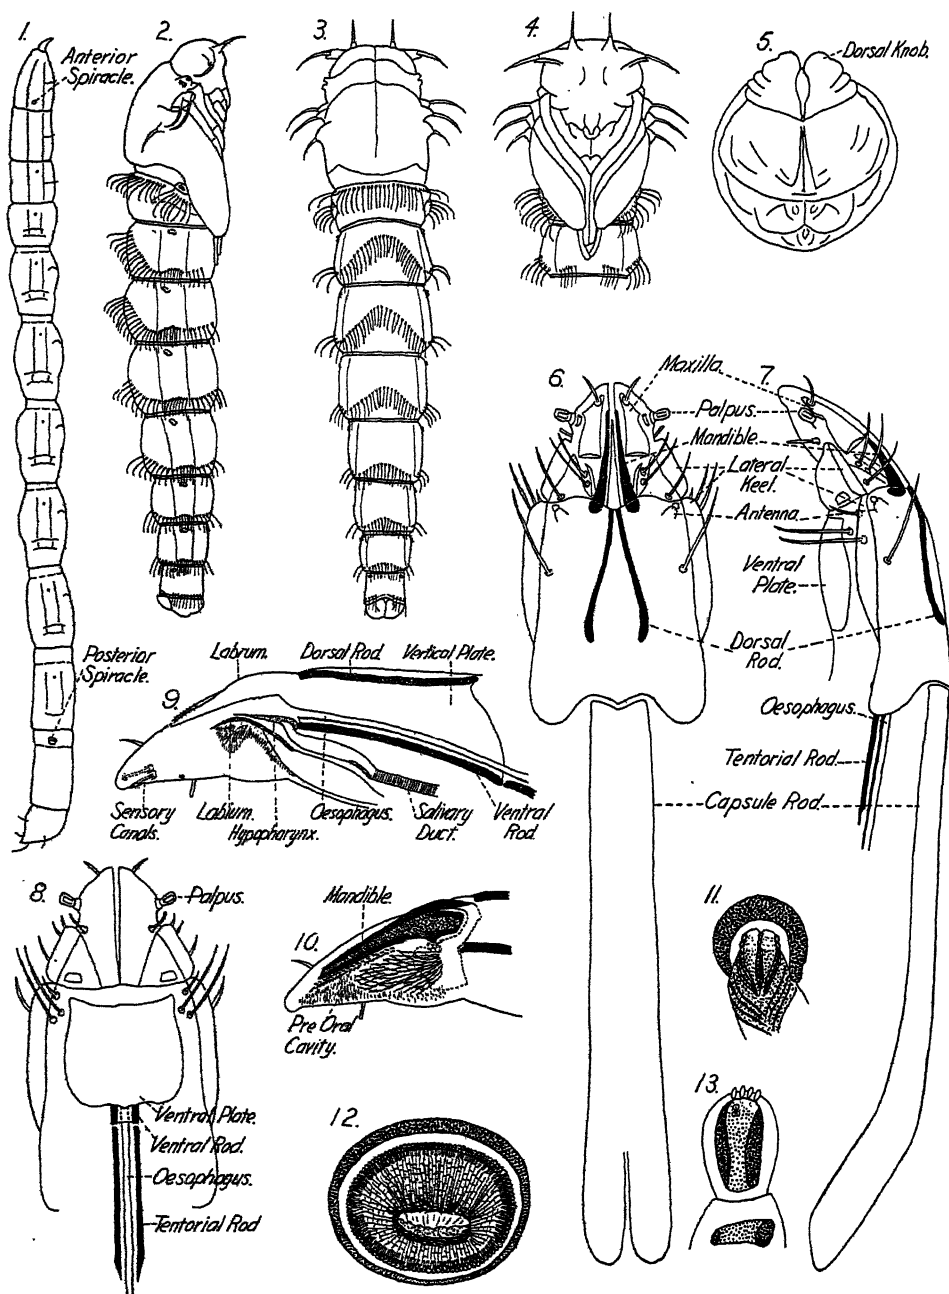 1.
Anterior
Spiracle.
2.
3.
4.
5.
Dorsal Knob.
6.
Maxilla.
7.
Palpus.
Mandible.
Lateral
Keel.
Antenna.
Ventral
Plate.
Dorsal
Rod.
Oesophagus.
Tentorial Rod.
Capsule Rod.
Posterior
Spiracle.
9.
Labrum.
Dorsal Rod
Vertical Plate.
Sensory
Canals.
Labium.
Hypopharynx.
Oesophagus.
Salivary
Duct.
Ventral
Rod.
8.
Palpus.
Ventral Plate.
Ventral Rod.
Oesophagus.
Tentorial Rod
10.
Mandible.
Pre Oral
Cavity.
11.
12.
13.